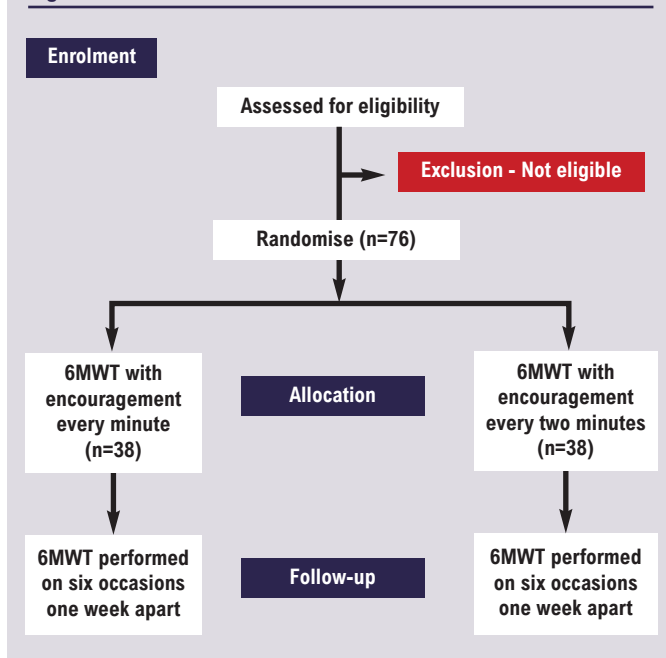 Enrolment
Assessed for eligibility
Exclusion - Not eligible
Randomise (n=76)
6MWT with
encouragement
every minute
(n=38)
Allocation
6MWT with
encouragement
every two minutes
(n=38)
6MWT performed
on six occasions
one week apart
Follow-up
6MWT performed
on six occasions
one week apart